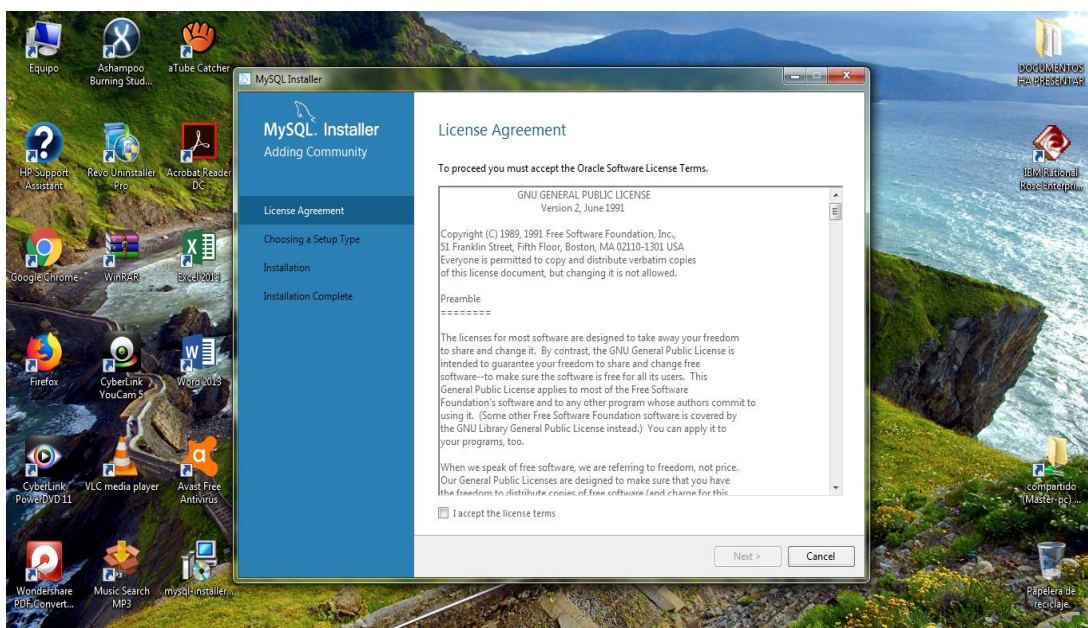 Equipo
Ashampoo
Burning Stud...
aTube Catcher
HP Support
Assistant
Revo Uninstaller
Pro
Acrobat Reader
DC
Google Chrome
WinRAR
Excel 2013
Firefox
CyberLink
YouCam 5
Word 2013
CyberLink
PowerDVD 11
VLC media player
Avast Free
Antivirus
Wondershare
PDF Convert...
Music Search
MP3
mysql-installer...
MySQL Installer
MySQL. Installer
Adding Community
License Agreement
Choosing a Setup Type
Installation
Installation Complete
License Agreement
To proceed you must accept the Oracle Software License Terms.
GNU GENERAL PUBLIC LICENSE
Version 2, June 1991
Copyright (C) 1989, 1991 Free Software Foundation, Inc.,
51 Franklin Street, Fifth Floor, Boston, MA 02110-1301 USA
Everyone is permitted to copy and distribute verbatim copies
of this license document, but changing it is not allowed.
Preamble
========
The licenses for most software are designed to take away your freedom
to share and change it. By contrast, the GNU General Public License is
intended to guarantee your freedom to share and change free
software--to make sure the software is free for all its users. This
General Public License applies to most of the Free Software
Foundation's software and to any other program whose authors commit to
using it. (Some other Free Software Foundation software is covered by
the GNU Library General Public License instead.) You can apply it to
your programs, too.
When we speak of free software, we are referring to freedom, not price.
Our General Public Licenses are designed to make sure that you have
the freedom to distribute copies of free software (and charge for this
I accept the license terms
Next >
Cancel
DOCUMENTOS
HA PRESENTAR
IBM Rational
Rose Enterpri...
compartido
(Master-pc) ...
Papelera de
reciclaje